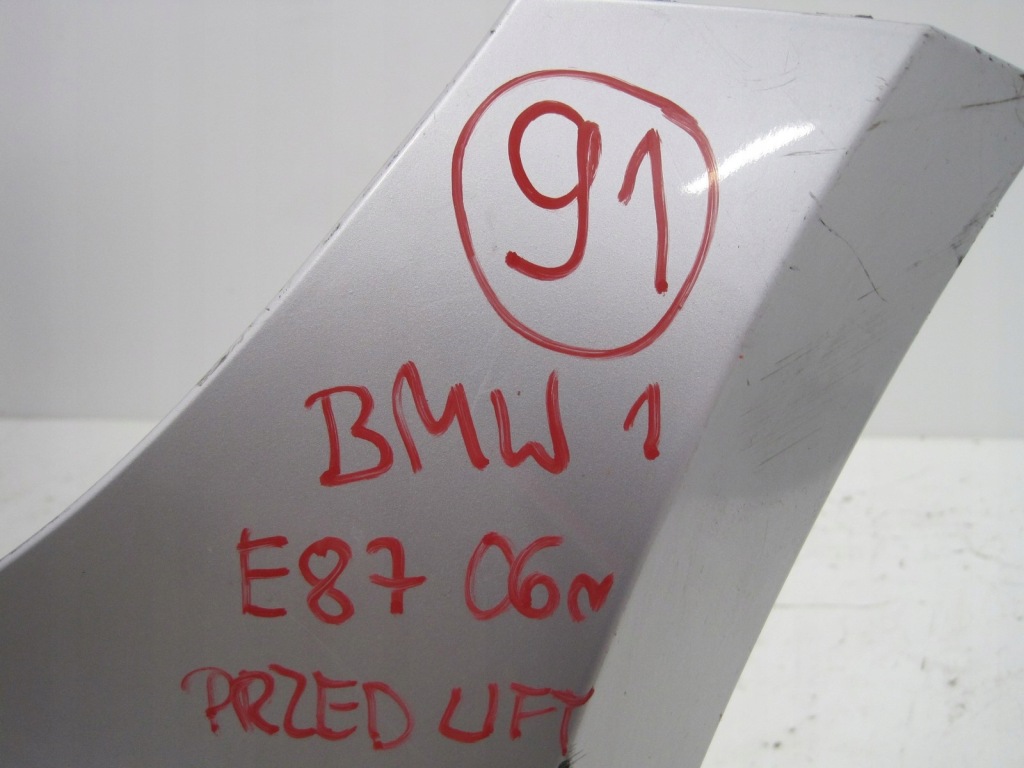 91
BMW 1
E87 06r
PRZED LIFT